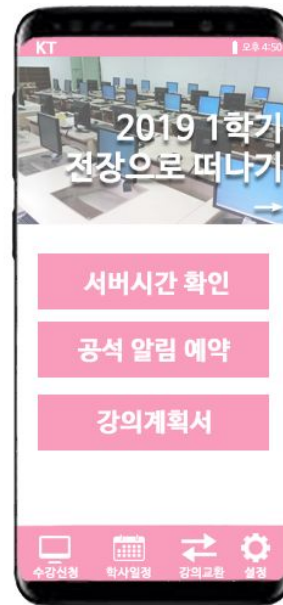 KT 오후 4:50
2019 1학기
전장으로 떠나기
서버시간 확인
공석 알림 예약
강의계획서
수강신청 학사일정 강의교환 설정